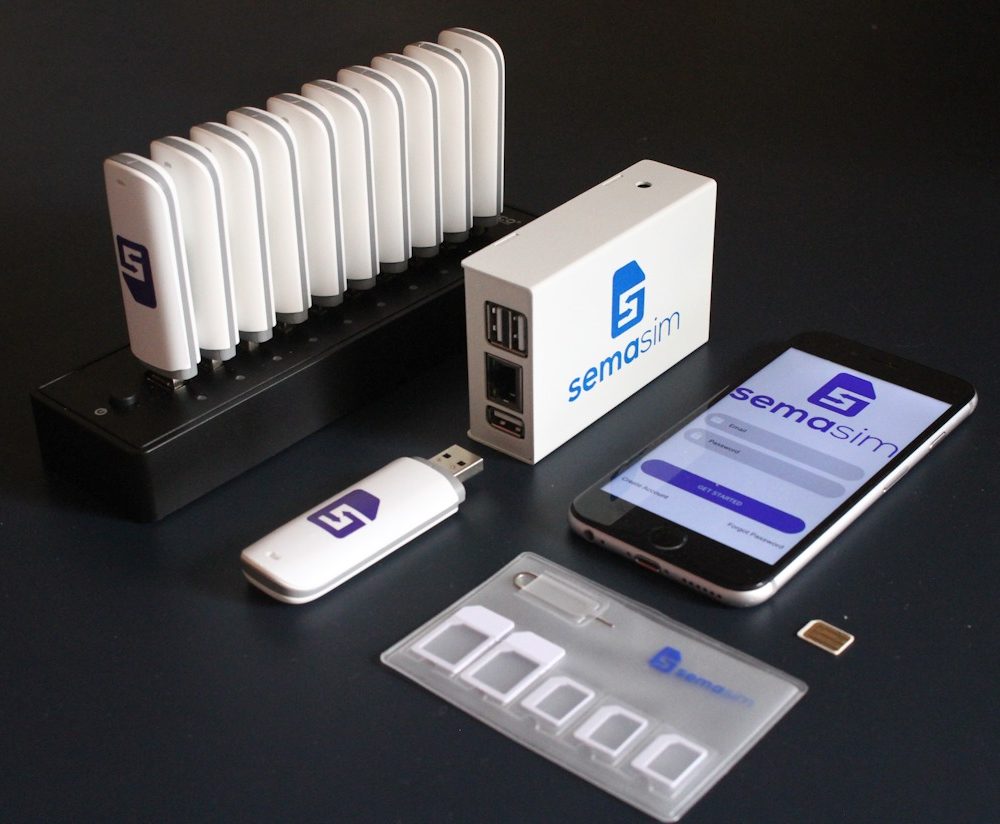 semasim
semasim
Email
Password
GET STARTED
Create Account
Forgot Password
semasim